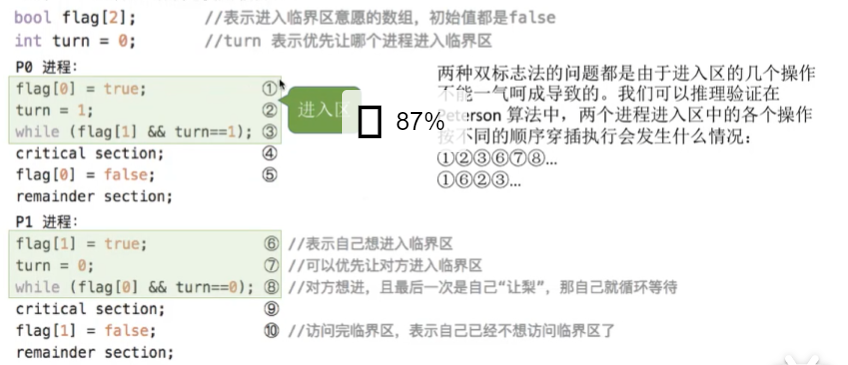 bool flag[2]; //表示进入临界区意愿的数组，初始值都是false
int turn = 0; //turn 表示优先让哪个进程进入临界区
P0 进程：
flag[0] = true; ①
turn = 1; ②
while (flag[1] && turn==1); ③
critical section; ④
flag[0] = false; ⑤
remainder section;
进入区
87%
两种双标志法的问题都是由于进入区的几个操作
不能一气呵成导致的。我们可以推理验证在
Peterson 算法中，两个进程进入区中的各个操作
按不同的顺序穿插执行会发生什么情况：
①②③⑥⑦⑧...
①⑥②③...
P1 进程：
flag[1] = true; ⑥ //表示自己想进入临界区
turn = 0; ⑦ //可以优先让对方进入临界区
while (flag[0] && turn==0); ⑧ //对方想进，且最后一次是自己“让梨”，那自己就循环等待
critical section; ⑨
flag[1] = false; ⑩ //访问完临界区，表示自己已经不想访问临界区了
remainder section;